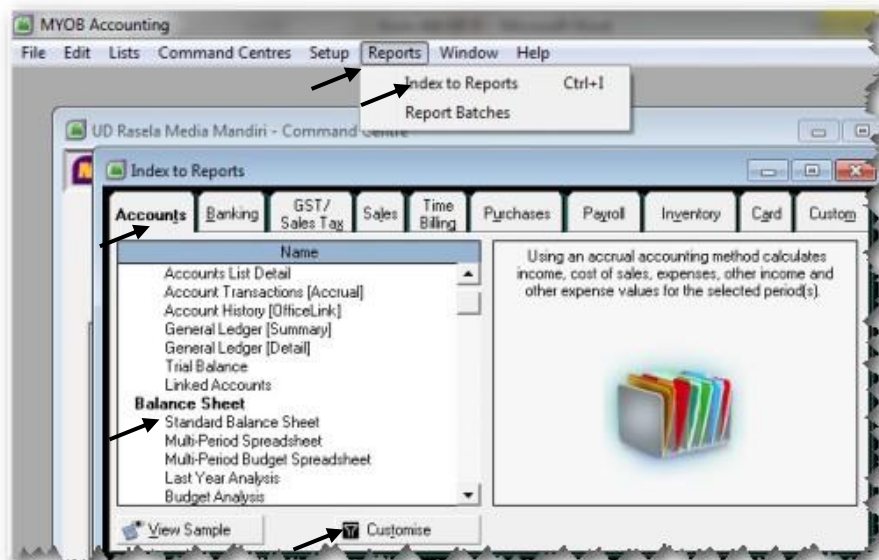 MYOB Accounting
File Edit Lists Command Centres Setup Reports Window Help
Index to Reports Ctrl+I
Report Batches
UD Rasela Media Mandiri - Command Centre
Index to Reports
Accounts Banking GST/ Sales Tax Sales Time Billing Purchases Payroll Inventory Card Custom
Name
Accounts List Detail
Account Transactions [Accrual]
Account History [OfficeLink]
General Ledger [Summary]
General Ledger [Detail]
Trial Balance
Linked Accounts
Balance Sheet
Standard Balance Sheet
Multi-Period Spreadsheet
Multi-Period Budget Spreadsheet
Last Year Analysis
Budget Analysis
Using an accrual accounting method calculates
income, cost of sales, expenses, other income and
other expense values for the selected period(s).
View Sample
Customise